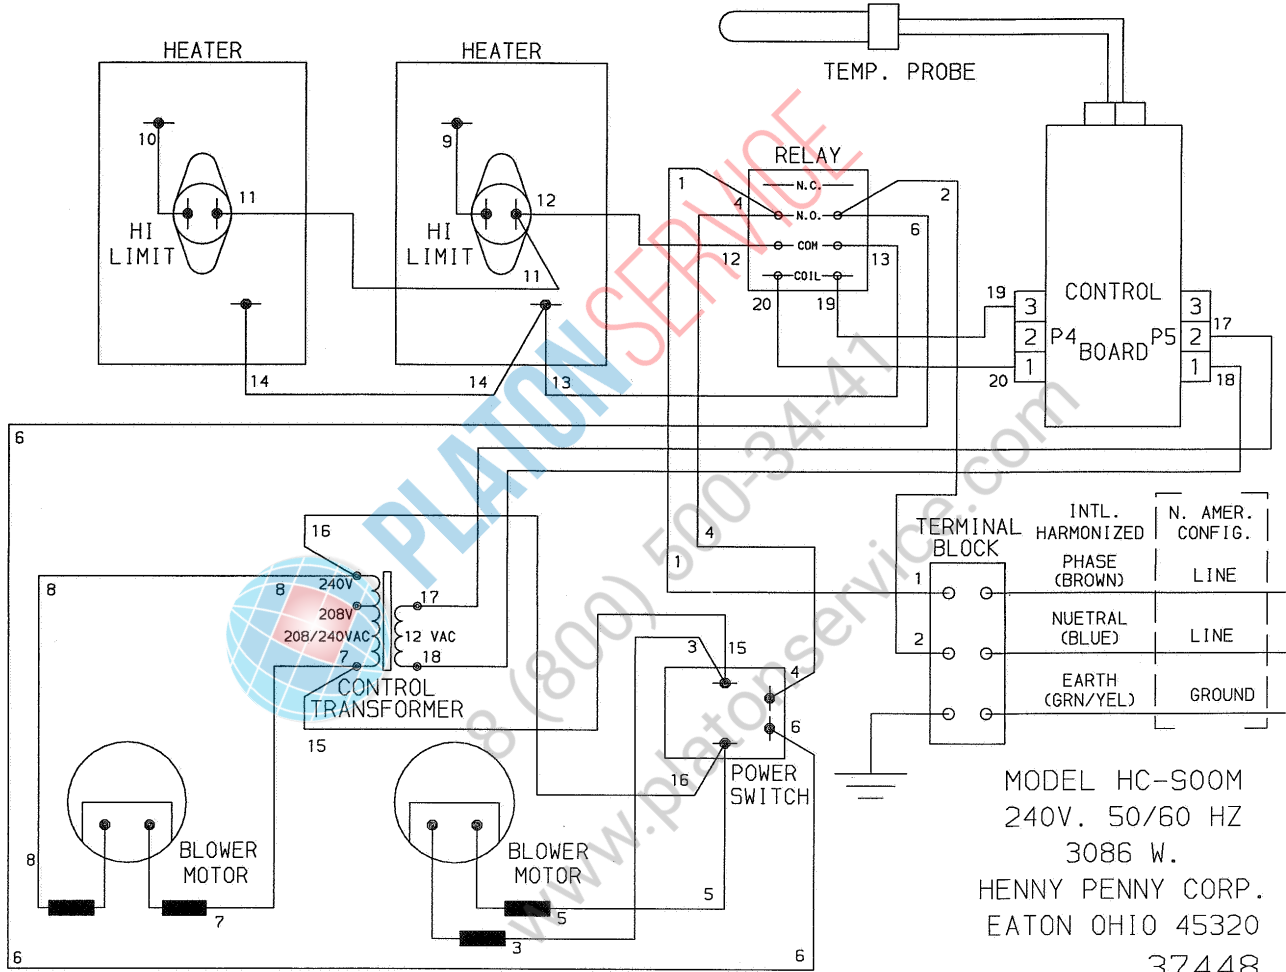 HEATER
HEATER
TEMP. PROBE
10
9
RELAY
N.C.
1
2
4
N.O.
6
11
12
HI
LIMIT
HI
LIMIT
12
COM
13
11
COIL
20
19
19
3
CONTROL
3
17
2
P4
P5
2
BOARD
1
1
20
18
14
14
13
6
16
4
1
TERMINAL
BLOCK
INTL.
HARMONIZED
N. AMER.
CONFIG.
PHASE
(BROWN)
LINE
1
8
8
240V
17
208V
208/240VAC
12 VAC
7
18
NUETRAL
(BLUE)
LINE
2
3
15
4
EARTH
(GRN/YEL)
GROUND
CONTROL
TRANSFORMER
15
6
16
POWER
SWITCH
MODEL HC-900M
240V. 50/60 HZ
3086 W.
HENNY PENNY CORP.
EATON OHIO 45320
37448
BLOWER
MOTOR
BLOWER
MOTOR
8
7
5
5
3
6
6
PLATONSERVICE
8 (800) 500-34-41
www.platonservice.com